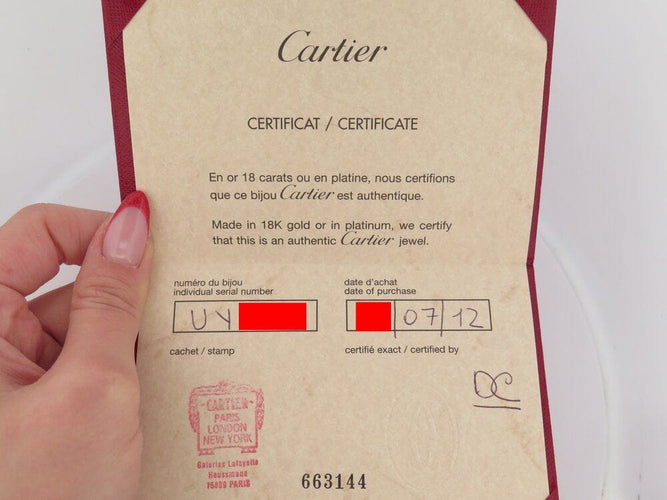 Cartier
CERTIFICAT / CERTIFICATE
En or 18 carats ou en platine, nous certifions
que ce bijou Cartier est authentique.
Made in 18K gold or in platinum, we certify
that this is an authentic Cartier jewel.
numéro du bijou
individual serial number
UY
date d'achat
date of purchase
07 12
cachet / stamp
certifié exact / certified by
DC
CARTIER
PARIS
LONDON
NEW YORK
Galeries Lafayette
Haussmann
75009 PARIS
663144